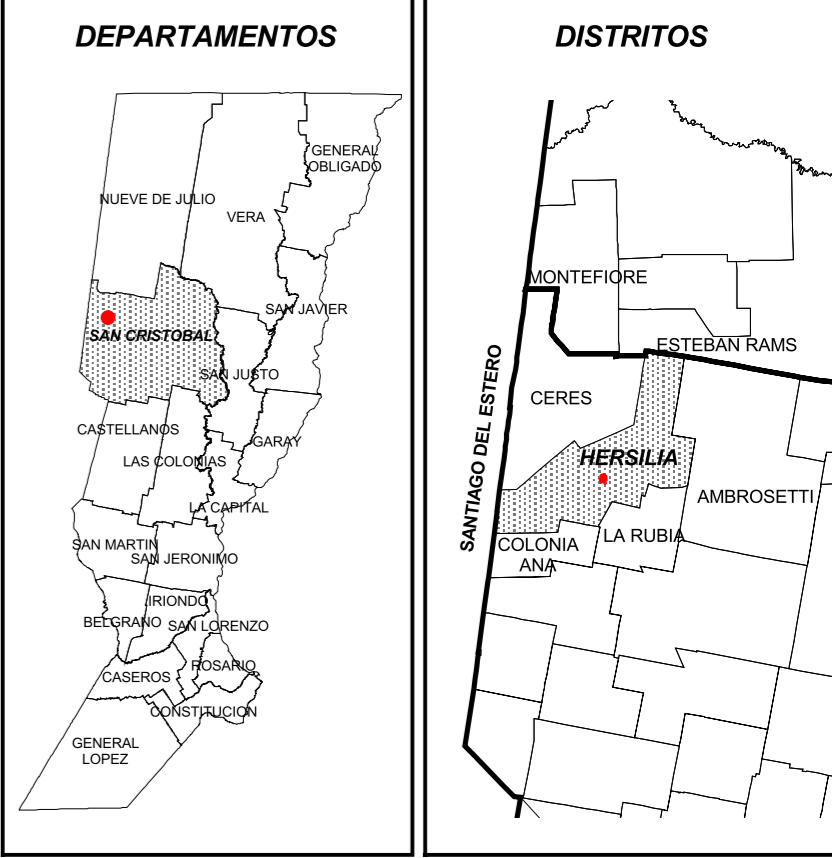 DEPARTAMENTOS
GENERAL
OBLIGADO
NUEVE DE JULIO
VERA
SAN JAVIER
SAN CRISTOBAL
SAN JUSTO
CASTELLANOS
GARAY
LAS COLONIAS
LA CAPITAL
SAN MARTIN
SAN JERONIMO
IRIONDO
BELGRANO
SAN LORENZO
ROSARIO
CASEROS
CONSTITUCION
GENERAL
LOPEZ
DISTRITOS
MONTEFIORE
ESTEBAN RAMS
SANTIAGO DEL ESTERO
CERES
HERSILIA
AMBROSETTI
LA RUBIA
COLONIA
ANA